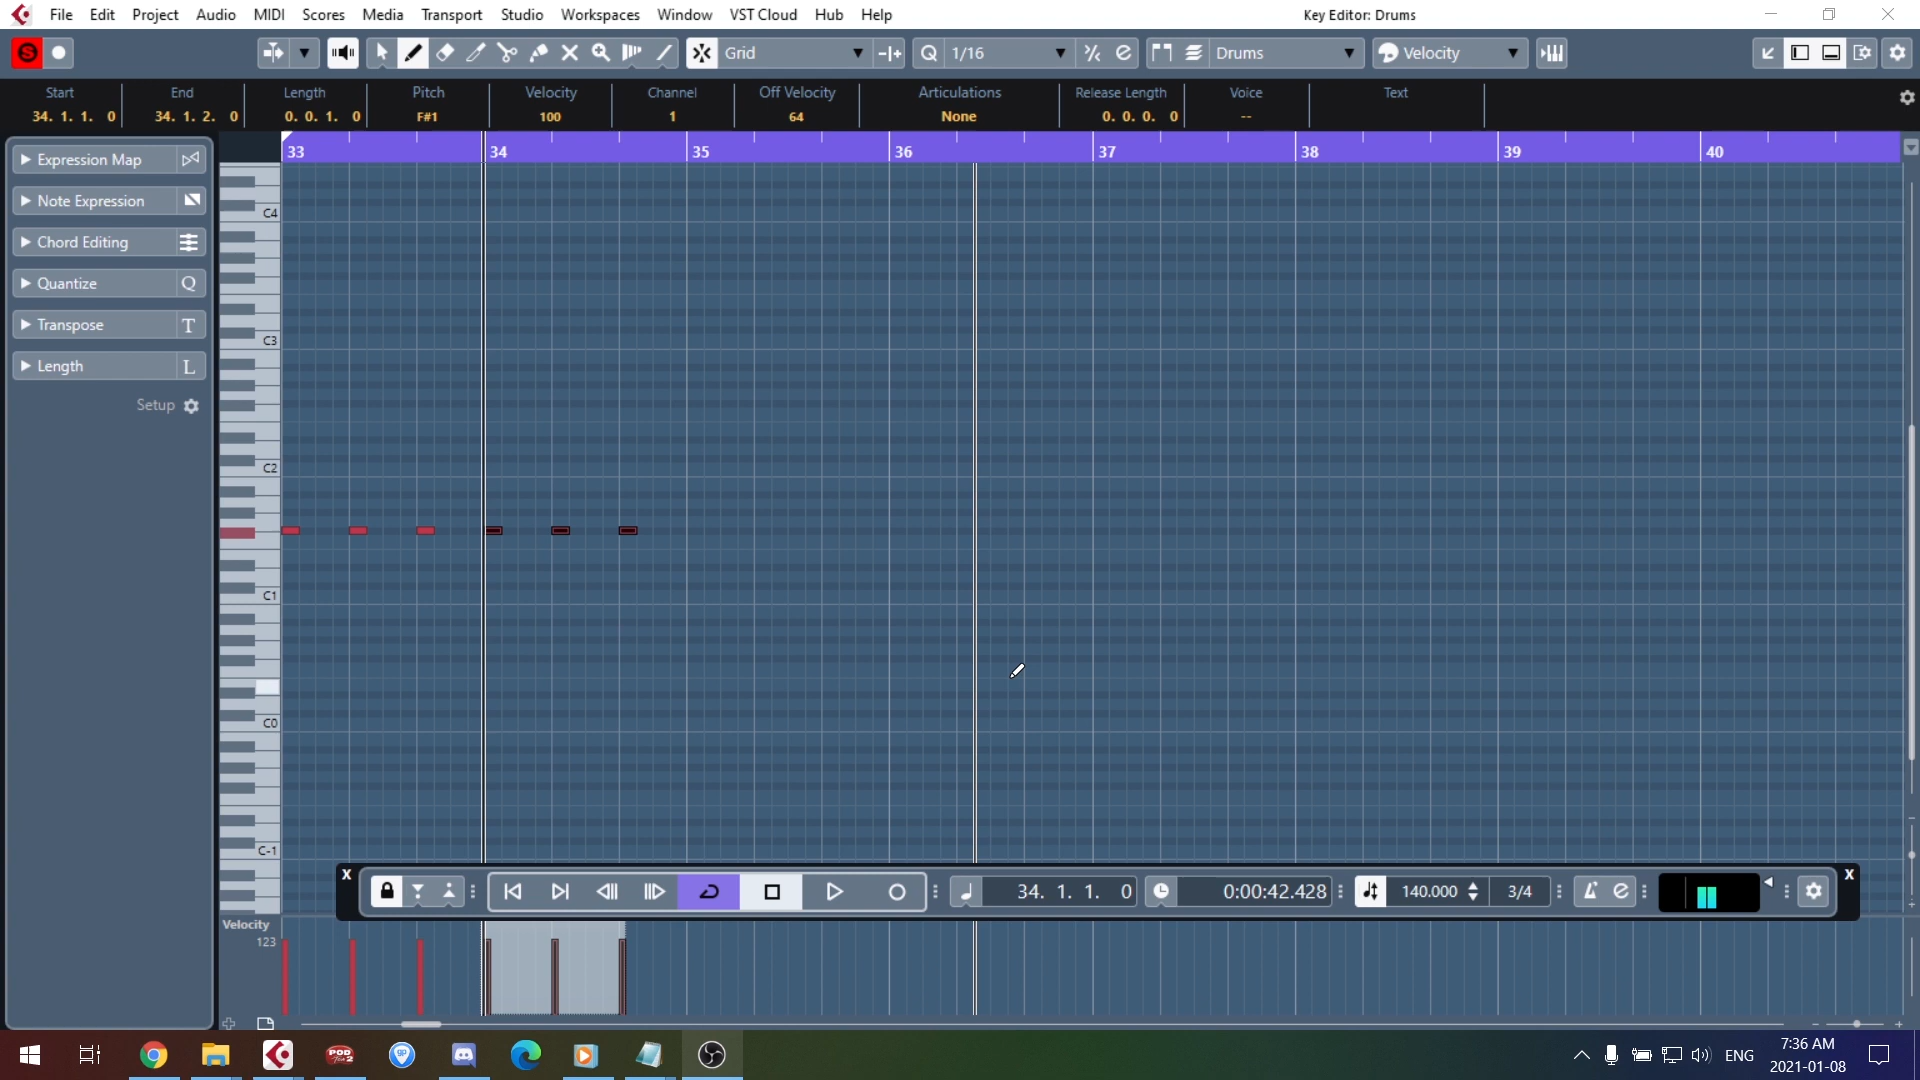 File Edit Project Audio MIDI Scores Media Transport Studio Workspaces Window VST Cloud Hub Help Key Editor: Drums
S Grid Q 1/16 Drums Velocity
Start End Length Pitch Velocity Channel Off Velocity Articulations Release Length Voice Text
34. 1. 1. 0 34. 1. 2. 0 0. 0. 1. 0 F#1 100 1 64 None 0. 0. 0. 0 --
33 34 35 36 37 38 39 40
Expression Map
Note Expression
Chord Editing
Quantize Q
Transpose T
Length L
Setup
C4
C3
C2
C1
C0
C-1
X 34. 1. 1. 0 0:00:42.428 140.000 3/4 X
Velocity
123
POD
gp
ENG
7:36 AM
2021-01-08